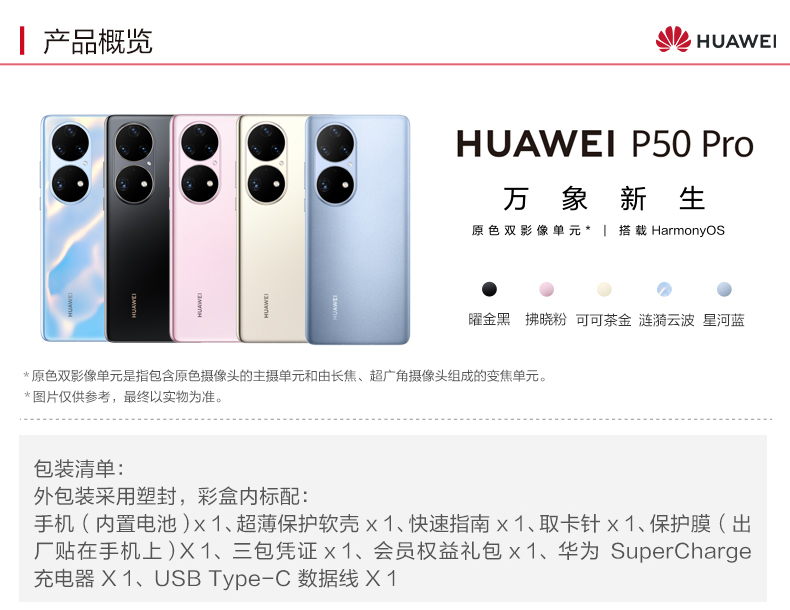 产品概览
HUAWEI
HUAWEI P50 Pro
万象新生
原色双影像单元* | 搭载 HarmonyOS
曜金黑 拂晓粉 可可茶金 涟漪云波 星河蓝
HUAWEI HUAWEI HUAWEI HUAWEI HUAWEI
*原色双影像单元是指包含原色摄像头的主摄单元和由长焦、超广角摄像头组成的变焦单元。
*图片仅供参考，最终以实物为准。
包装清单：
外包装采用塑封，彩盒内标配：
手机（内置电池）x 1、超薄保护软壳 x 1、快速指南 x 1、取卡针 x 1、保护膜（出
厂贴在手机上）X 1、三包凭证 x 1、会员权益礼包 x 1、华为 SuperCharge
充电器 X 1、USB Type-C 数据线 X 1